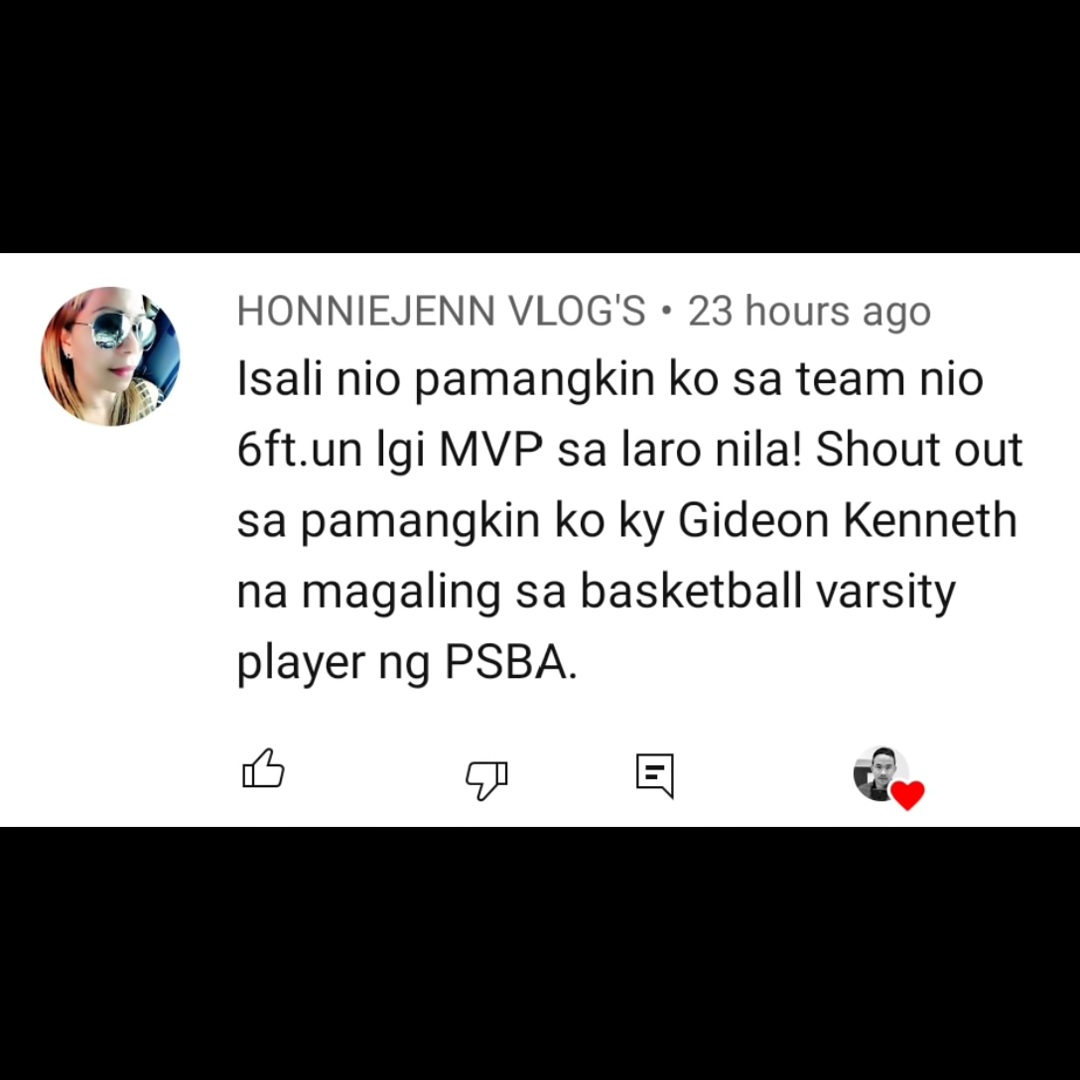 HONNIEJENN VLOG'S • 23 hours ago
Isali nio pamangkin ko sa team nio
6ft.un lgi MVP sa laro nila! Shout out
sa pamangkin ko ky Gideon Kenneth
na magaling sa basketball varsity
player ng PSBA.